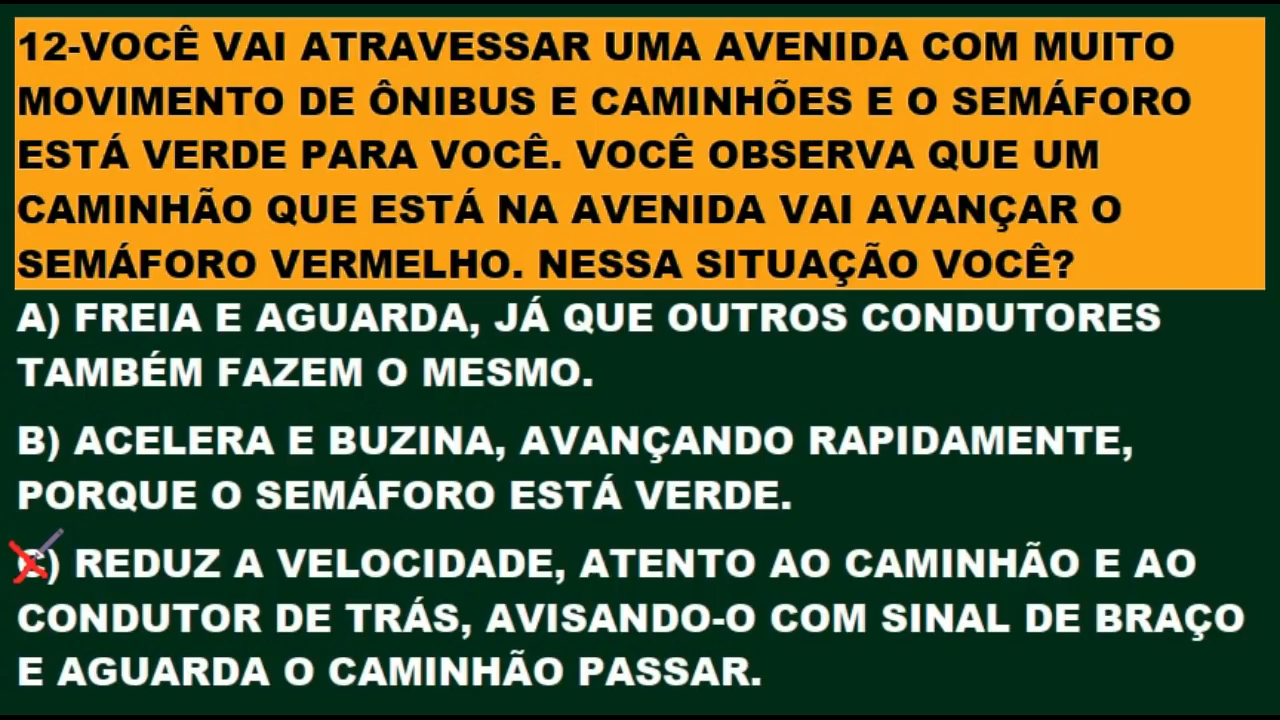 12-VOCÊ VAI ATRAVESSAR UMA AVENIDA COM MUITO
MOVIMENTO DE ÔNIBUS E CAMINHÕES E O SEMÁFORO
ESTÁ VERDE PARA VOCÊ. VOCÊ OBSERVA QUE UM
CAMINHÃO QUE ESTÁ NA AVENIDA VAI AVANÇAR O
SEMÁFORO VERMELHO. NESSA SITUAÇÃO VOCÊ?
A) FREIA E AGUARDA, JÁ QUE OUTROS CONDUTORES
TAMBÉM FAZEM O MESMO.
B) ACELERA E BUZINA, AVANÇANDO RAPIDAMENTE,
PORQUE O SEMÁFORO ESTÁ VERDE.
C) REDUZ A VELOCIDADE, ATENTO AO CAMINHÃO E AO
CONDUTOR DE TRÁS, AVISANDO-O COM SINAL DE BRAÇO
E AGUARDA O CAMINHÃO PASSAR.